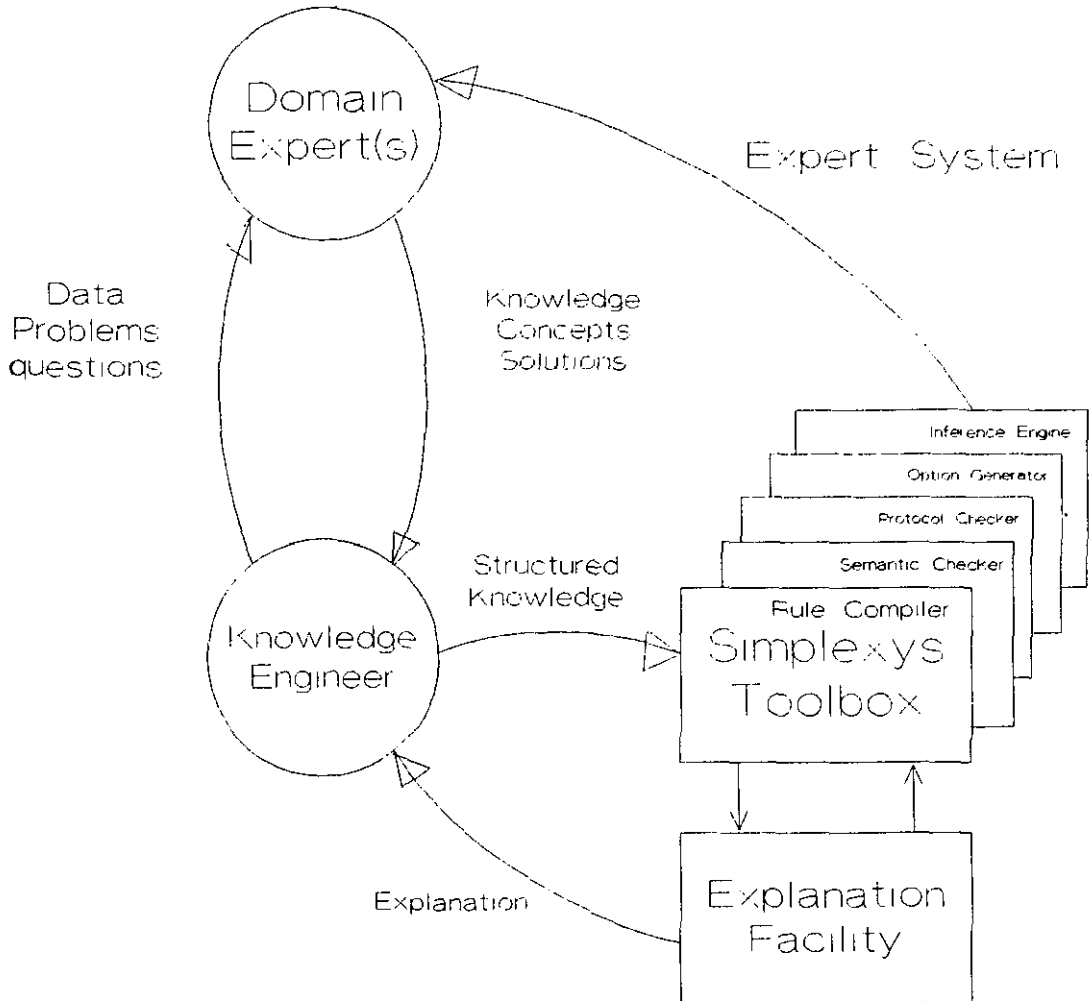 Domain
Expert(s)
Expert System
Data
Problems
questions
Knowledge
Concepts
Solutions
Inference Engine
Option Generator
Protocol Checker
Semantic Checker
Rule Compiler
Simplexys
Toolbox
Structured
Knowledge
Knowledge
Engineer
Explanation
Explanation
Facility